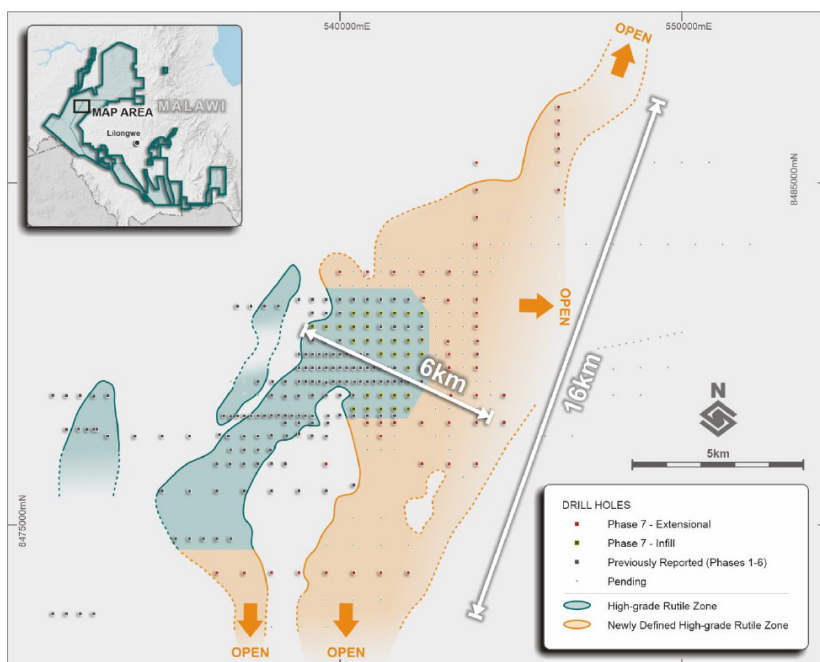 540000mE
550000mE
OPEN
MALAWI
MAP AREA
Lilongwe
8485000mN
OPEN
6km
16km
N
5km
8475000mN
DRILL HOLES
Phase 7 - Extensional
Phase 7 - Infill
Previously Reported (Phases 1-6)
Pending
High-grade Rutile Zone
Newly Defined High-grade Rutile Zone
OPEN
OPEN